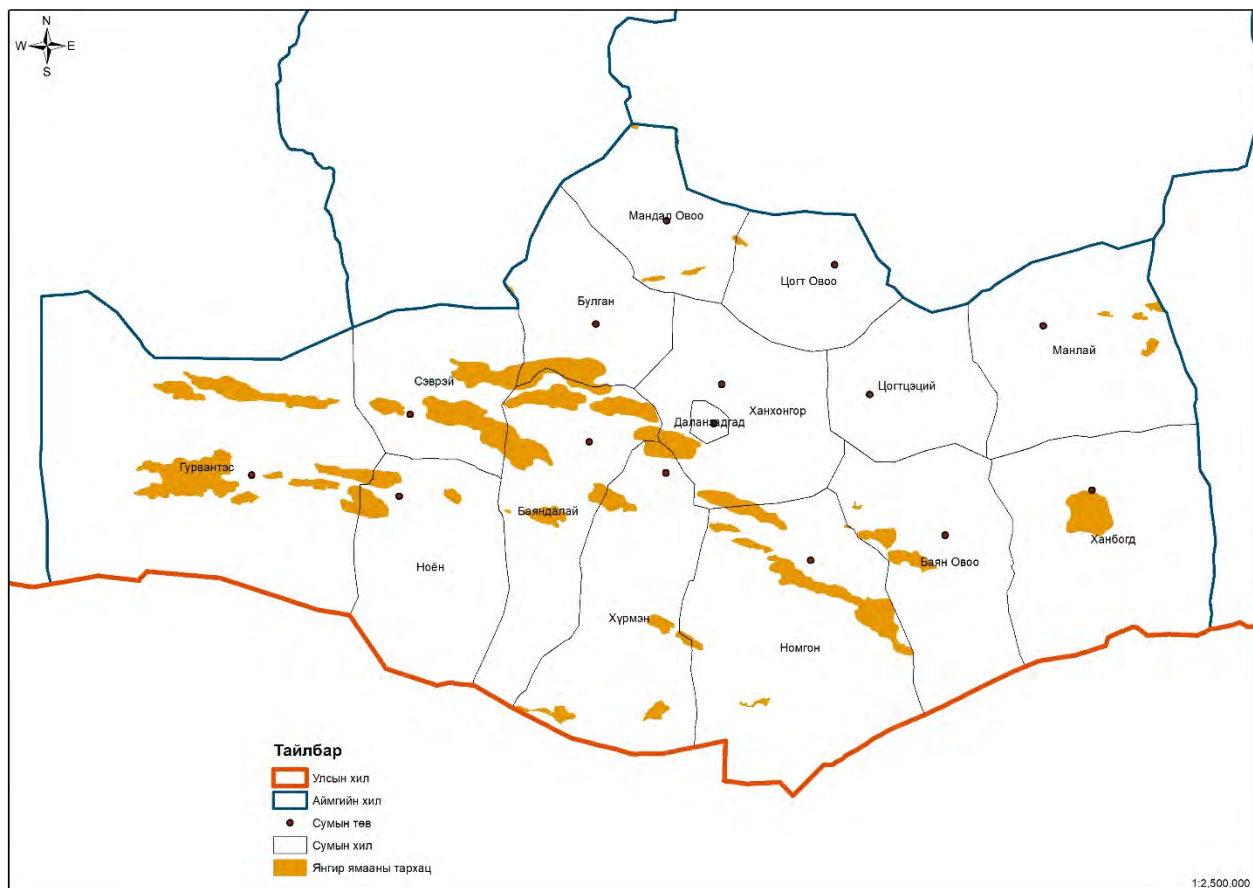 N
W E
S
Мандал Овоо
Цогт Овоо
Булган
Манлай
Сэврэй
Цогтцэций
Ханхонгор
Даланзадгад
Гурвантэс
Баяндалай
Ханбогд
Ноён
Баян Овоо
Хүрмэн
Номгон
Тайлбар
Улсын хил
Аймгийн хил
Сумын төв
Сумын хил
Янгир ямааны тархац
1:2,500,000